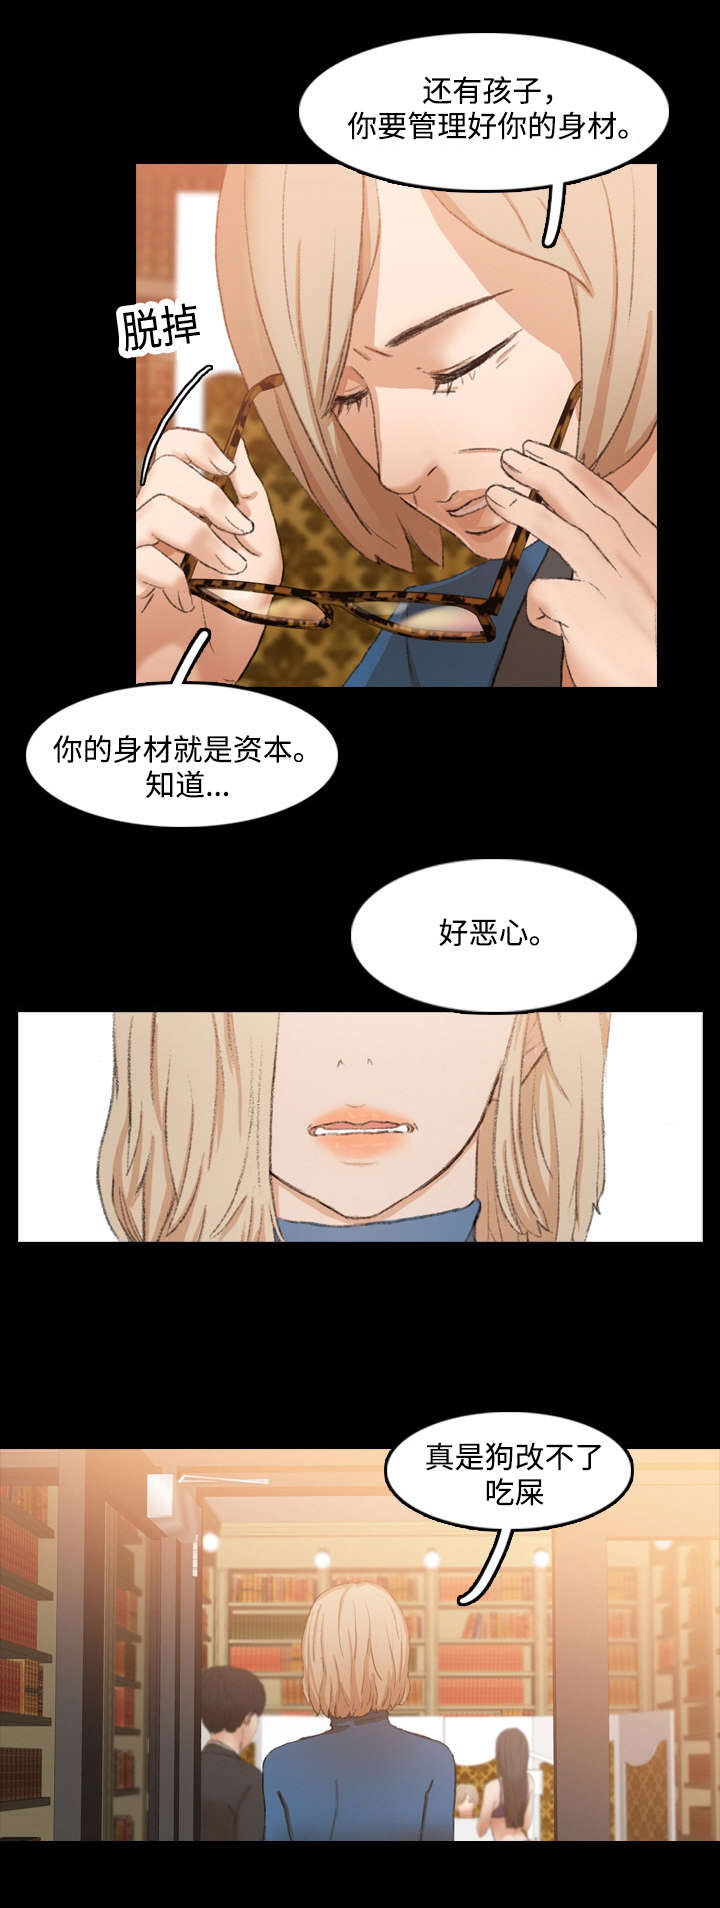 还有孩子，
你要管理好你的身材。
脱掉
你的身材就是资本。
知道...
好恶心。
真是狗改不了
吃屎